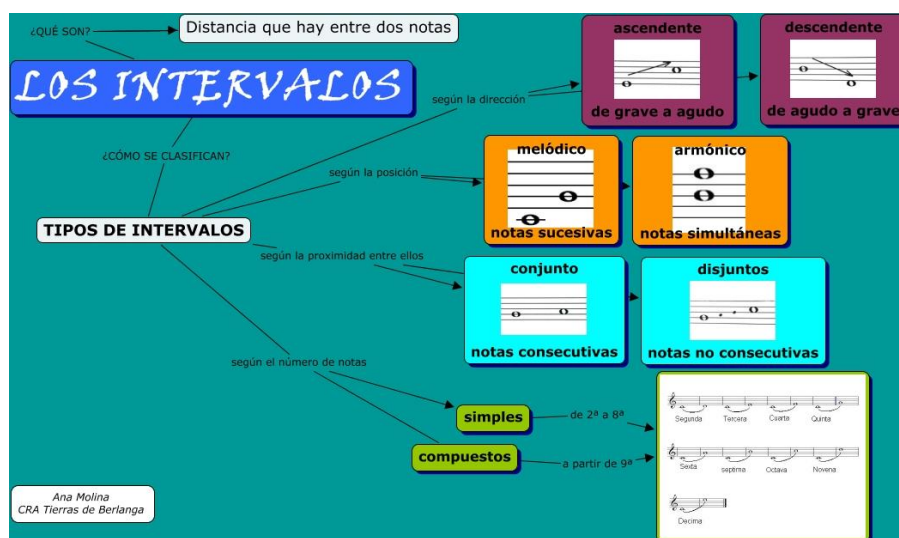 ¿QUÉ SON?
Distancia que hay entre dos notas
LOS INTERVALOS
¿CÓMO SE CLASIFICAN?
TIPOS DE INTERVALOS
según la dirección
ascendente
de grave a agudo
descendente
de agudo a grave
según la posición
melódico
notas sucesivas
armónico
notas simultáneas
según la proximidad entre ellos
conjunto
notas consecutivas
disjuntos
notas no consecutivas
según el número de notas
simples
de 2ª a 8ª
compuestos
a partir de 9ª
Segunda Tercera Cuarta Quinta
Sexta septima Octava Novena
Decima
Ana Molina
CRA Tierras de Berlanga